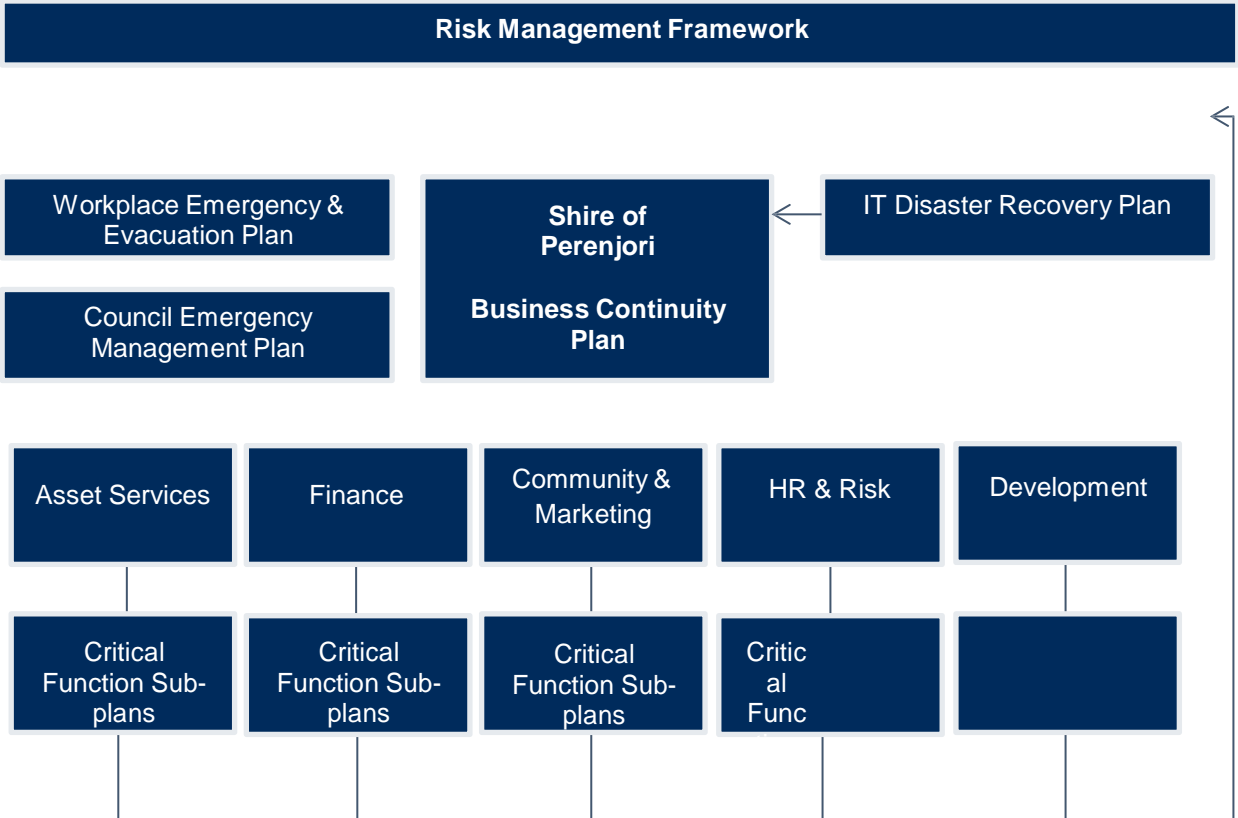 Risk Management Framework
Workplace Emergency &
Evacuation Plan
Council Emergency
Management Plan
Shire of
Perenjori
Business Continuity
Plan
IT Disaster Recovery Plan
Asset Services
Finance
Community &
Marketing
HR & Risk
Development
Critical
Function Sub-
plans
Critical
Function Sub-
plans
Critical
Function Sub-
plans
Critic
al
Func